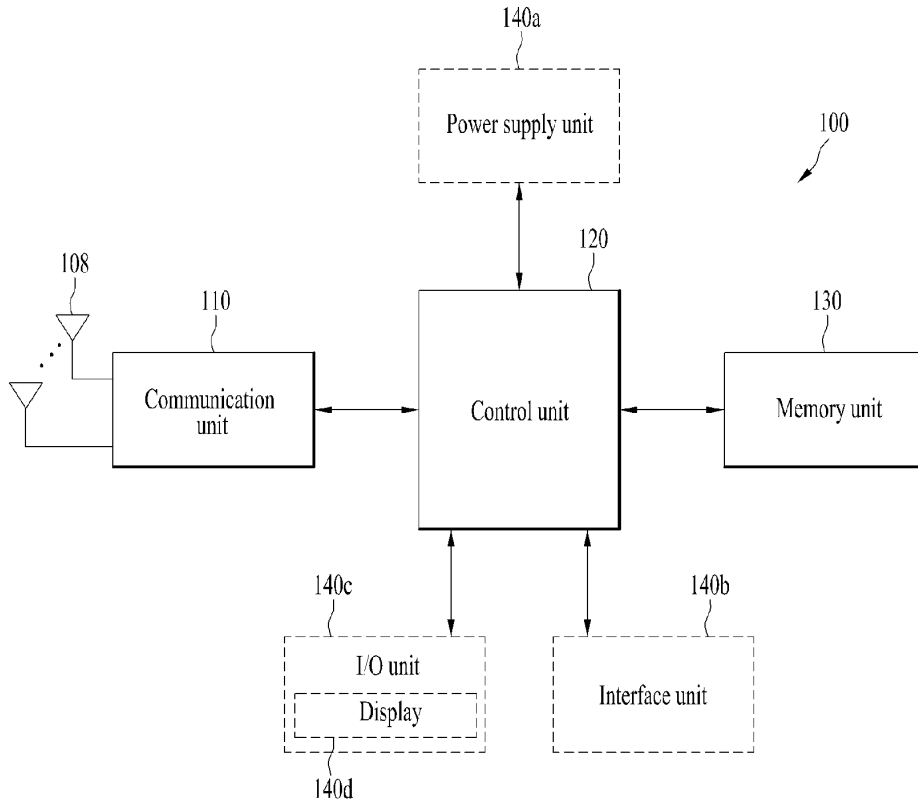 140a
Power supply unit
100
108
110
120
130
Communication
unit
Control unit
Memory unit
140c
140b
I/O unit
Display
Interface unit
140d